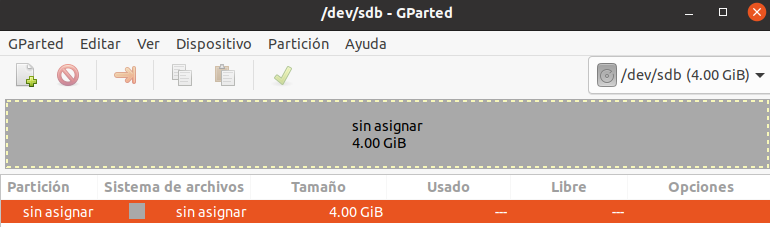 /dev/sdb - GParted
GParted Editar Ver Dispositivo Partición Ayuda
/dev/sdb (4.00 GiB)
sin asignar
4.00 GiB
Partición Sistema de archivos Tamaño Usado Libre Opciones
sin asignar sin asignar 4.00 GiB --- ---